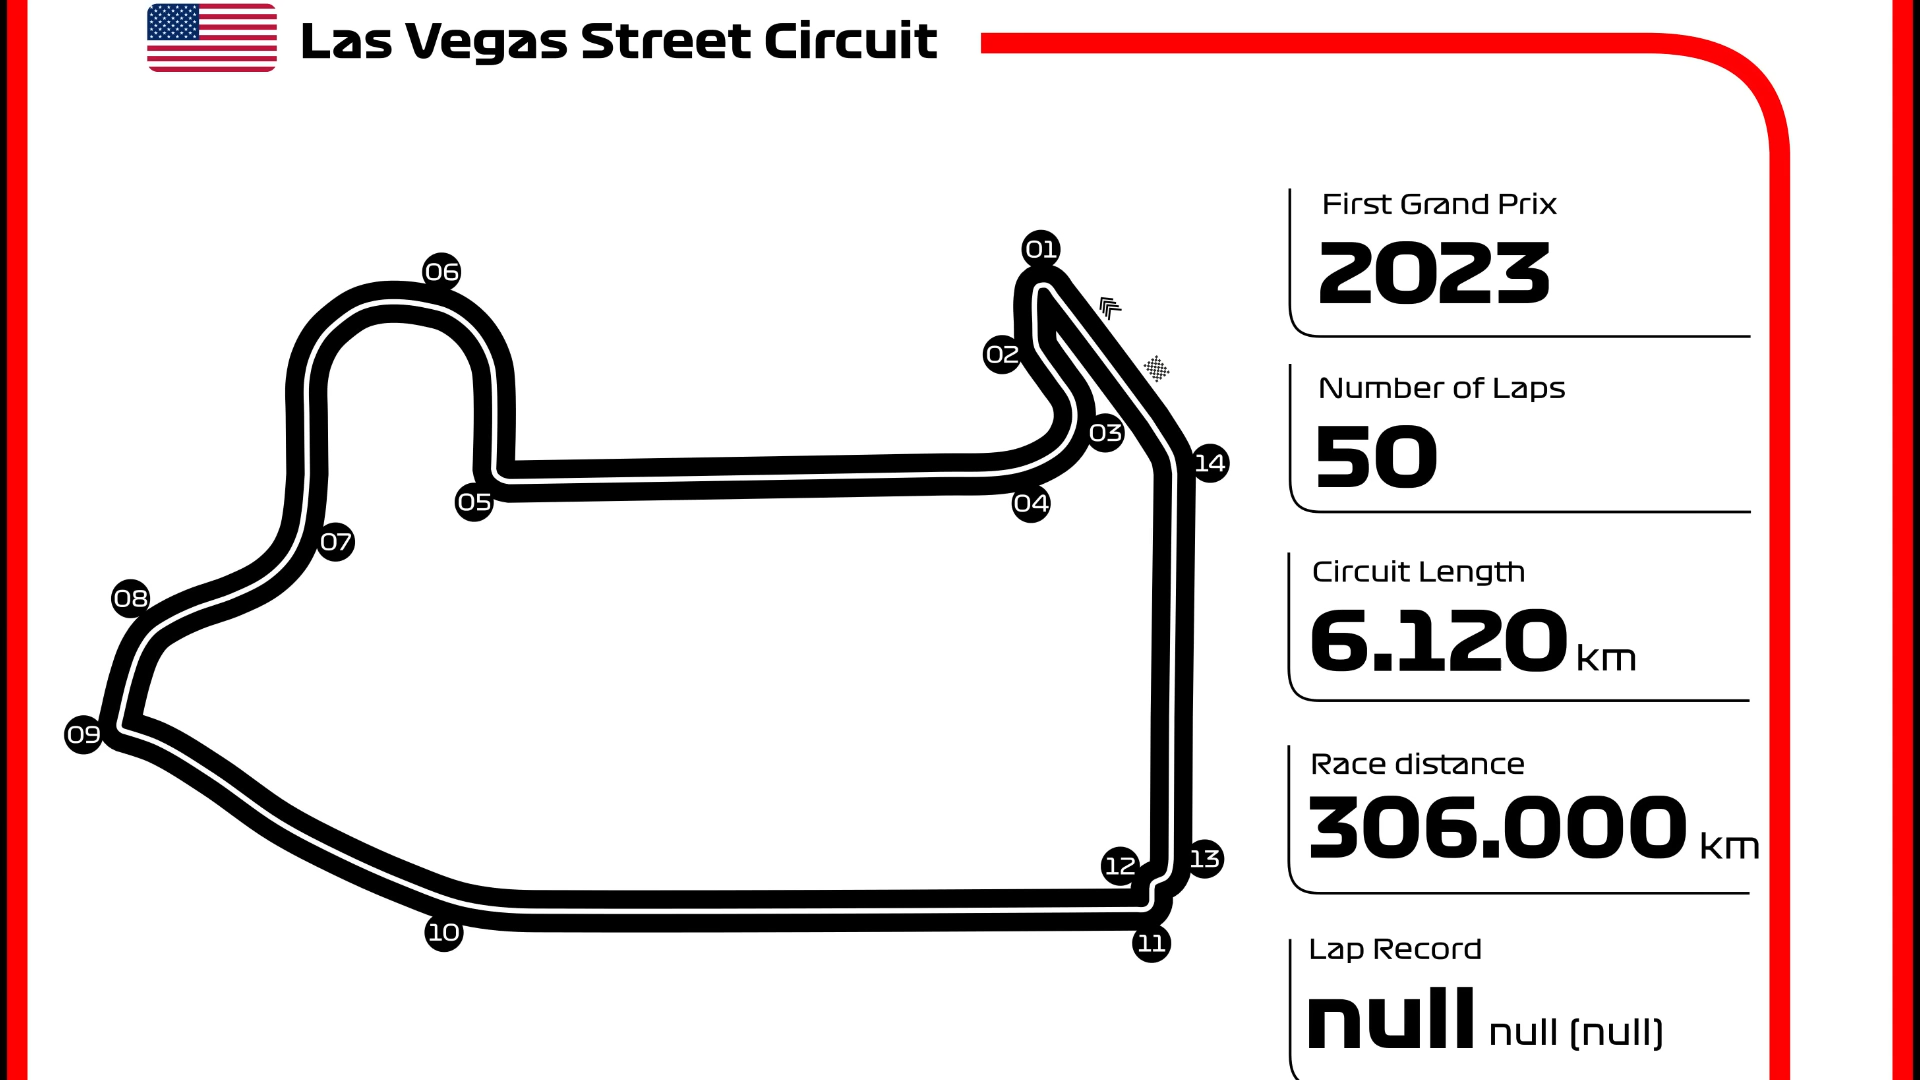 Las Vegas Street Circuit
First Grand Prix
2023
Number of Laps
50
Circuit Length
6.120 km
Race distance
306.000 km
Lap Record
null null (null)
01
02
03
04
05
06
07
08
09
10
11
12
13
14